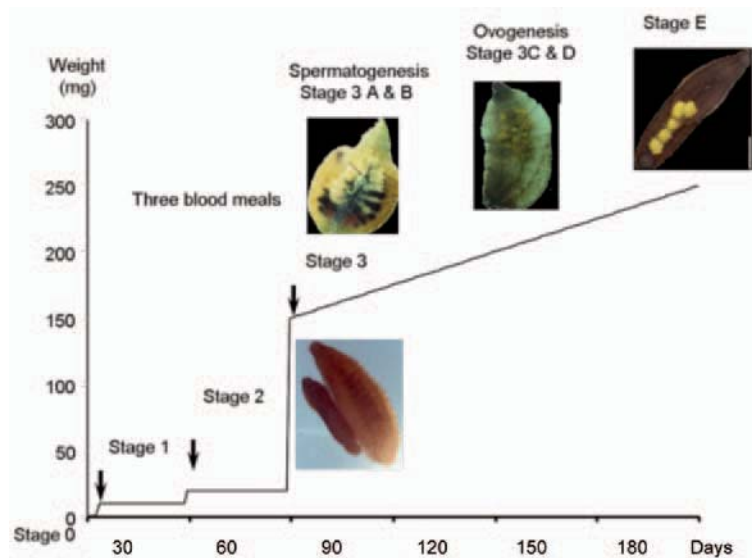 Stage E
Ovogenesis
Stage 3C & D
Weight
(mg)
Spermatogenesis
Stage 3 A & B
300
250
Three blood meals
200
Stage 3
150
100
Stage 2
50
Stage 1
0
Stage 0
30 60 90 120 150 180 Days